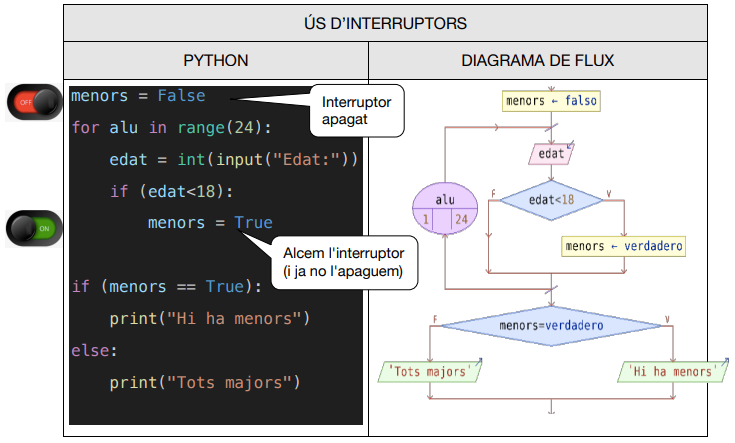 ÚS D'INTERRUPTORS
PYTHON
DIAGRAMA DE FLUX
OFF
menors = False
Interruptor
apagat
for alu in range(24):
edat = int(input("Edat:"))
if (edat<18):
ON
menors = True
Alcem l'interruptor
(i ja no l'apaguem)
if (menors == True):
print("Hi ha menors")
else:
print("Tots majors")
menors ← falso
edat
alu
1 24
F
edat<18
V
menors ← verdadero
F
menors=verdadero
V
'Tots majors'
'Hi ha menors'